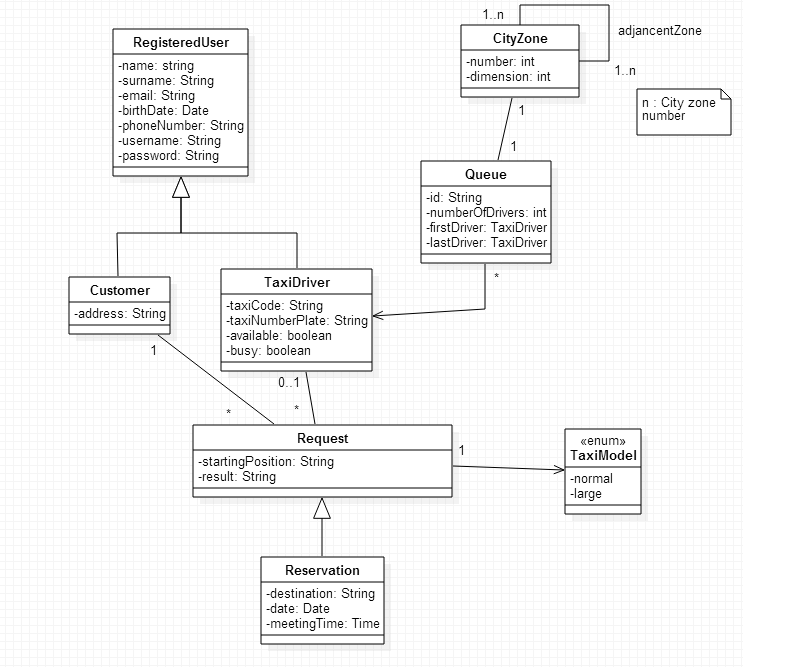 RegisteredUser
-name: string
-surname: String
-email: String
-birthDate: Date
-phoneNumber: String
-username: String
-password: String
1..n
CityZone
-number: int
-dimension: int
adjancentZone
1..n
n : City zone
number
1
1
Queue
-id: String
-numberOfDrivers: int
-firstDriver: TaxiDriver
-lastDriver: TaxiDriver
*
Customer
-address: String
TaxiDriver
-taxiCode: String
-taxiNumberPlate: String
-available: boolean
-busy: boolean
1
*
0..1
*
Request
-startingPosition: String
-result: String
1
«enum»
TaxiModel
-normal
-large
Reservation
-destination: String
-date: Date
-meetingTime: Time